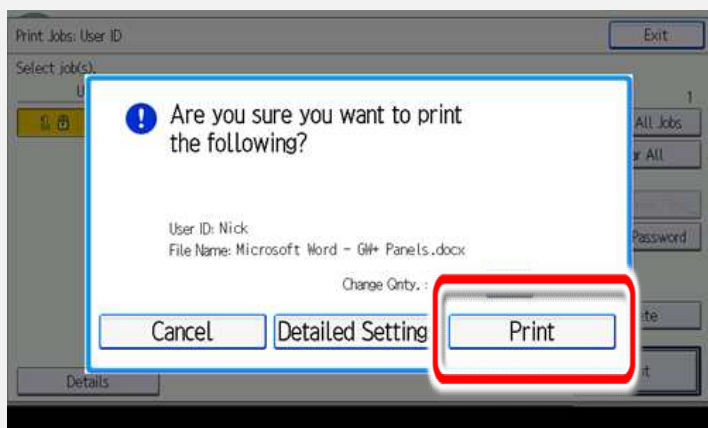 Print Jobs: User ID
Exit
Select job(s).
1
All Jobs
All
Password
Are you sure you want to print
the following?
User ID: Nick
File Name: Microsoft Word - GW+ Panels.docx
Change Qnty. :
Cancel
Detailed Setting
Print
Details